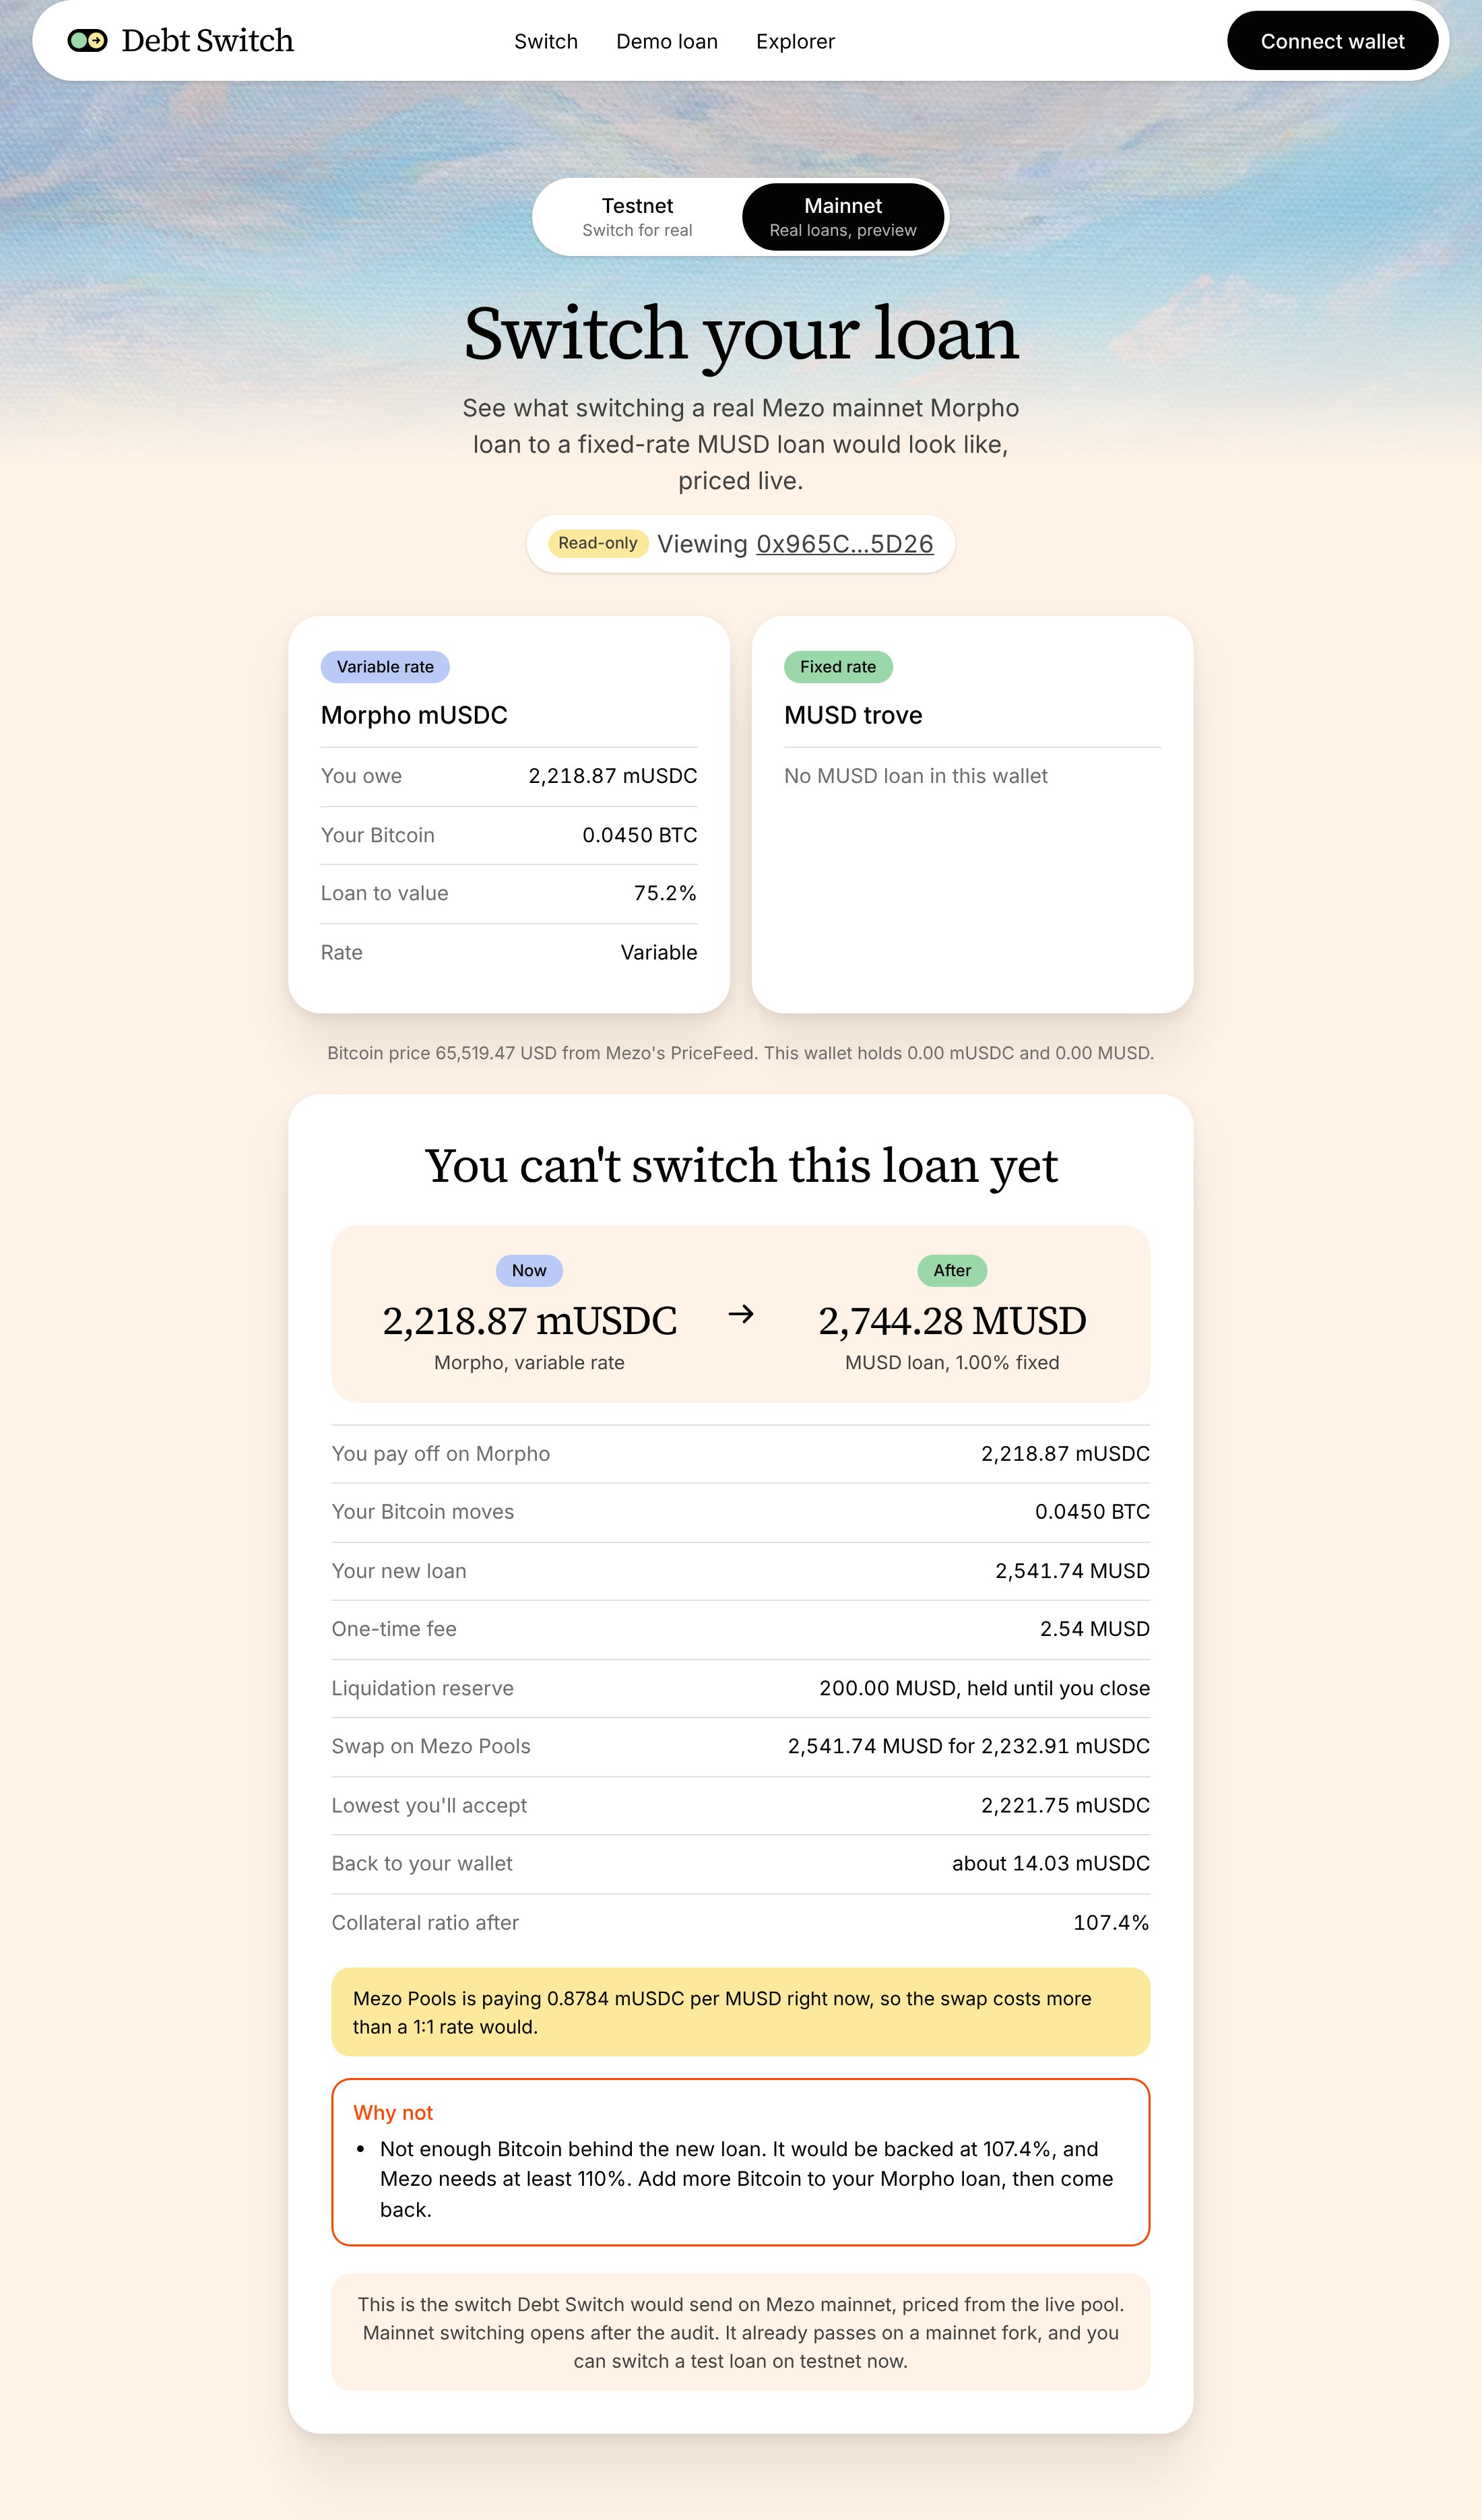 Debt Switch
Switch
Demo loan
Explorer
Connect wallet
Testnet
Switch for real
Mainnet
Real loans, preview
Switch your loan
See what switching a real Mezo mainnet Morpho
loan to a fixed-rate MUSD loan would look like,
priced live.
Read-only Viewing 0x965C...5D26
Variable rate
Morpho mUSDC
You owe 2,218.87 mUSDC
Your Bitcoin 0.0450 BTC
Loan to value 75.2%
Rate Variable
Fixed rate
MUSD trove
No MUSD loan in this wallet
Bitcoin price 65,519.47 USD from Mezo's PriceFeed. This wallet holds 0.00 mUSDC and 0.00 MUSD.
You can't switch this loan yet
Now
2,218.87 mUSDC
Morpho, variable rate
→
After
2,744.28 MUSD
MUSD loan, 1.00% fixed
You pay off on Morpho 2,218.87 mUSDC
Your Bitcoin moves 0.0450 BTC
Your new loan 2,541.74 MUSD
One-time fee 2.54 MUSD
Liquidation reserve 200.00 MUSD, held until you close
Swap on Mezo Pools 2,541.74 MUSD for 2,232.91 mUSDC
Lowest you'll accept 2,221.75 mUSDC
Back to your wallet about 14.03 mUSDC
Collateral ratio after 107.4%
Mezo Pools is paying 0.8784 mUSDC per MUSD right now, so the swap costs more
than a 1:1 rate would.
Why not
• Not enough Bitcoin behind the new loan. It would be backed at 107.4%, and
Mezo needs at least 110%. Add more Bitcoin to your Morpho loan, then come
back.
This is the switch Debt Switch would send on Mezo mainnet, priced from the live pool.
Mainnet switching opens after the audit. It already passes on a mainnet fork, and you
can switch a test loan on testnet now.